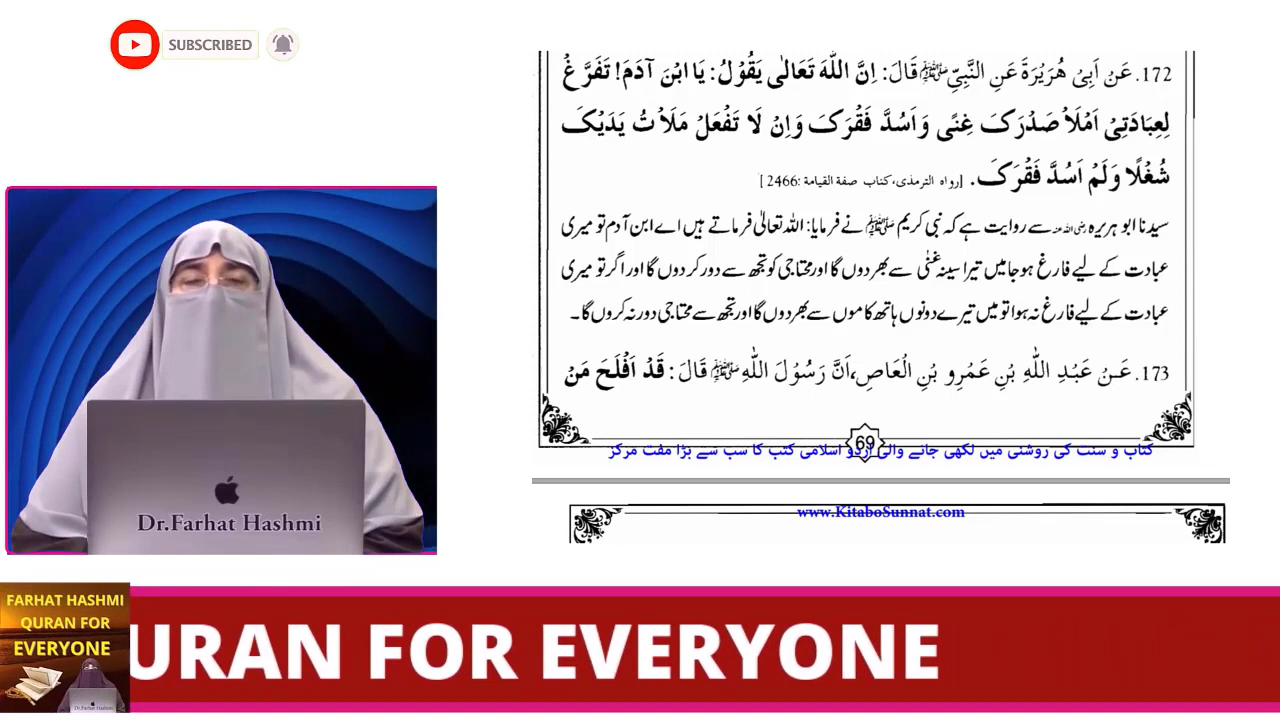 SUBSCRIBED
172. عَنْ اَبِیْ هُرَیْرَةَ عَنِ النَّبِیِّ ﷺ قَالَ: اِنَّ اللّٰهَ تَعَالٰی یَقُوْلُ: یَا ابْنَ آدَمَ! تَفَرَّغْ
لِعِبَادَتِیْ اَمْلَاْ صَدْرَکَ غِنًی وَ اَسُدَّ فَقْرَکَ وَ اِنْ لَا تَفْعَلْ مَلَاْتُ یَدَیْکَ
شُغْلًا وَ لَمْ اَسُدَّ فَقْرَکَ. [رواه الترمذی،کتاب صفة القیامة :2466]
سیدنا ابو ہریرہ رضی اللہ عنہ سے روایت ہے کہ نبی کریم ﷺ نے فرمایا: اللہ تعالیٰ فرماتے ہیں اے ابن آدم تو میری
عبادت کے لیے فارغ ہو جا میں تیرا سینہ غنٰی سے بھر دوں گا اور محتاجی کو تجھ سے دور کر دوں گا اور اگر تو میری
عبادت کے لیے فارغ نہ ہوا تو میں تیرے دونوں ہاتھ کاموں سے بھر دوں گا اور تجھ سے محتاجی دور نہ کروں گا۔
173. عَـنْ عَبْدِ اللّٰهِ بْنِ عَمْرِو بْنِ الْعَاصِ،اَنَّ رَسُوْلَ اللّٰهِ ﷺ قَالَ: قَدْ اَفْلَحَ مَنْ
69
کتاب و سنت کی روشنی میں لکھی جانے والی اردو اسلامی کتب کا سب سے بڑا مفت مرکز
www.KitaboSunnat.com
Dr.Farhat Hashmi
FARHAT HASHMI
QURAN FOR
EVERYONE
URAN FOR EVERYONE